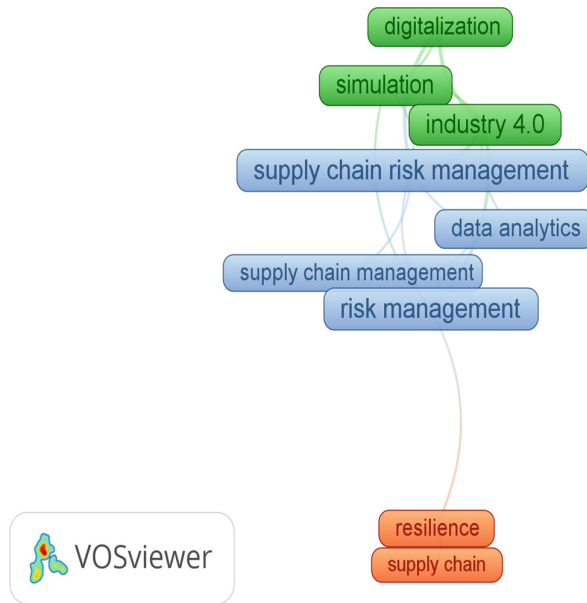 digitalization
simulation
industry 4.0
supply chain risk management
data analytics
supply chain management
risk management
resilience
supply chain
VOSviewer